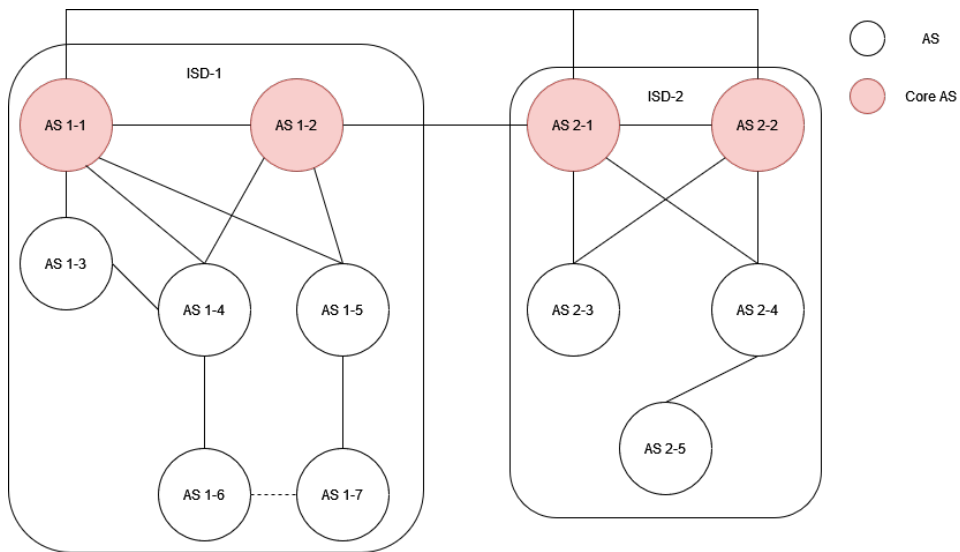 ISD-1
AS 1-1
AS 1-2
AS 1-3
AS 1-4
AS 1-5
AS 1-6
AS 1-7
ISD-2
AS 2-1
AS 2-2
AS 2-3
AS 2-4
AS 2-5
AS
Core AS